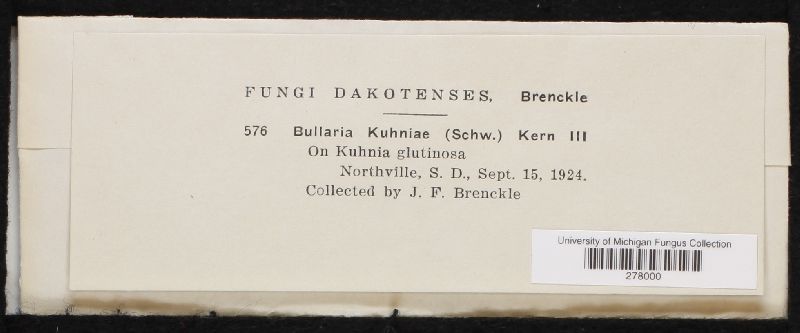 FUNGI DAKOTENSES, Brenckle
576 Bullaria Kuhniae (Schw.) Kern III
On Kuhnia glutinosa
Northville, S. D., Sept. 15, 1924.
Collected by J. F. Brenckle
University of Michigan Fungus Collection
278000